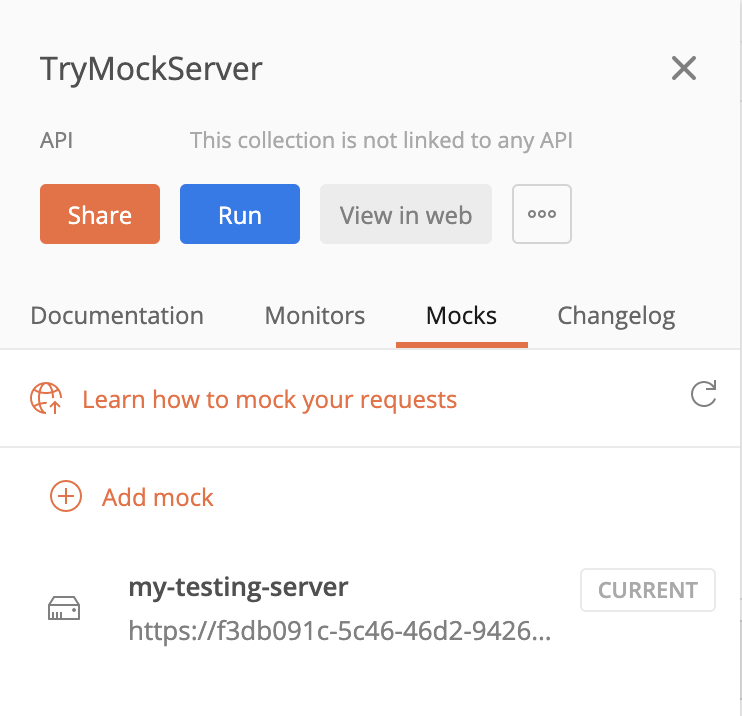 TryMockServer
API This collection is not linked to any API
Share Run View in web
Documentation Monitors Mocks Changelog
Learn how to mock your requests
Add mock
my-testing-server CURRENT
https://f3db091c-5c46-46d2-9426...